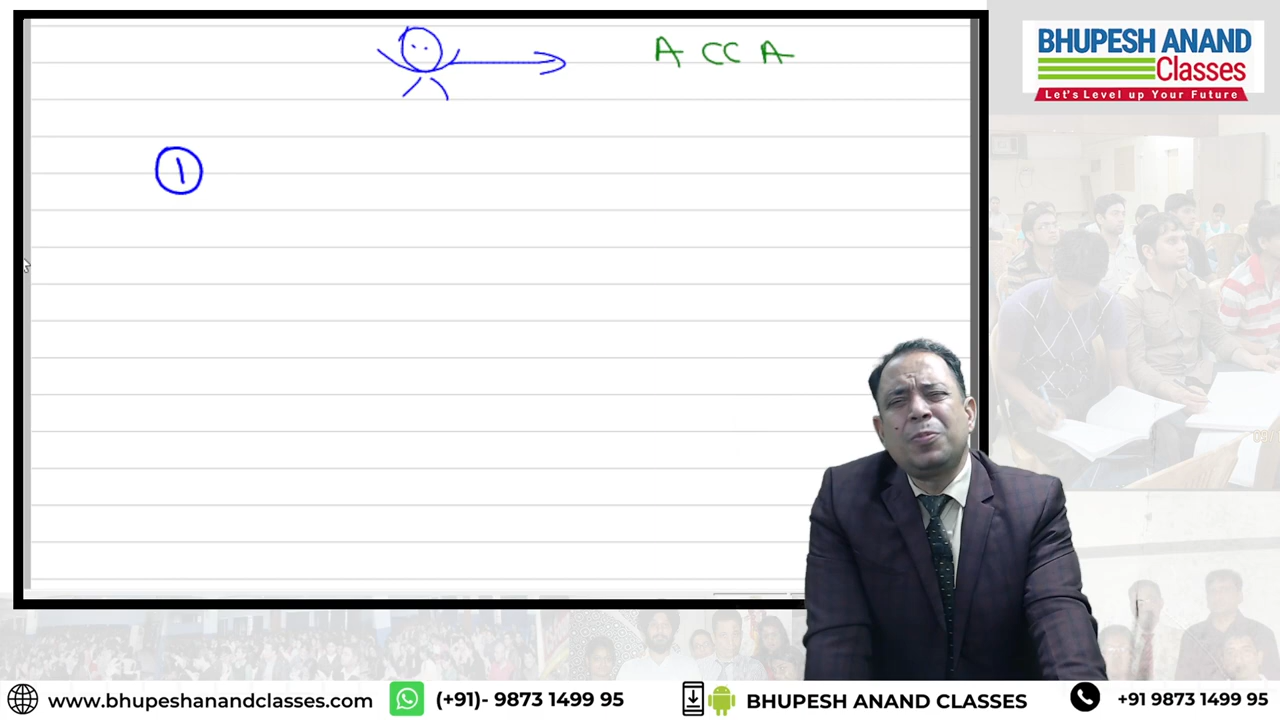 A CCA
1
BHUPESH ANAND
Classes
Let's Level up Your Future
www.bhupeshanandclasses.com
(+91)- 9873 1499 95
BHUPESH ANAND CLASSES
+91 9873 1499 95